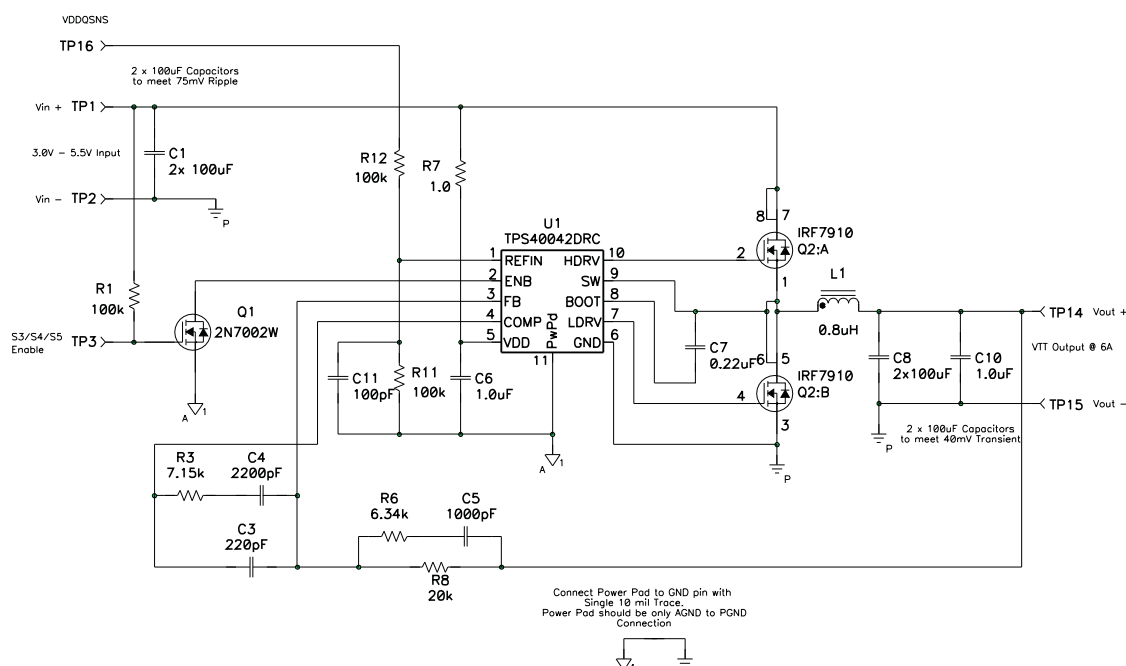 VDDQSNS
TP16
2 x 100uF Capacitors
to meet 75mV Ripple
Vin + TP1
3.0V – 5.5V Input
C1
2x 100uF
Vin – TP2
P
R12
100k
R7
1.0
U1
TPS40042DRC
1 REFIN HDRV 10
2 ENB SW 9
3 FB BOOT 8
4 COMP LDRV 7
5 VDD GND 6
PwPd
11
8 7
IRF7910
Q2:A
2
1
L1
0.8uH
R1
100k
Q1
2N7002W
S3/S4/S5
Enable
TP3
A 1
C11
100pF
R11
100k
C6
1.0uF
C7
0.22uF
6 5
IRF7910
Q2:B
4
3
P
C8
2x100uF
C10
1.0uF
TP14 Vout +
VTT Output @ 6A
TP15 Vout –
2 x 100uF Capacitors
to meet 40mV Transient
P
A 1
R3
7.15k
C4
2200pF
C3
220pF
R6
6.34k
C5
1000pF
R8
20k
Connect Power Pad to GND pin with
Single 10 mil Trace.
Power Pad should be only AGND to PGND
Connection